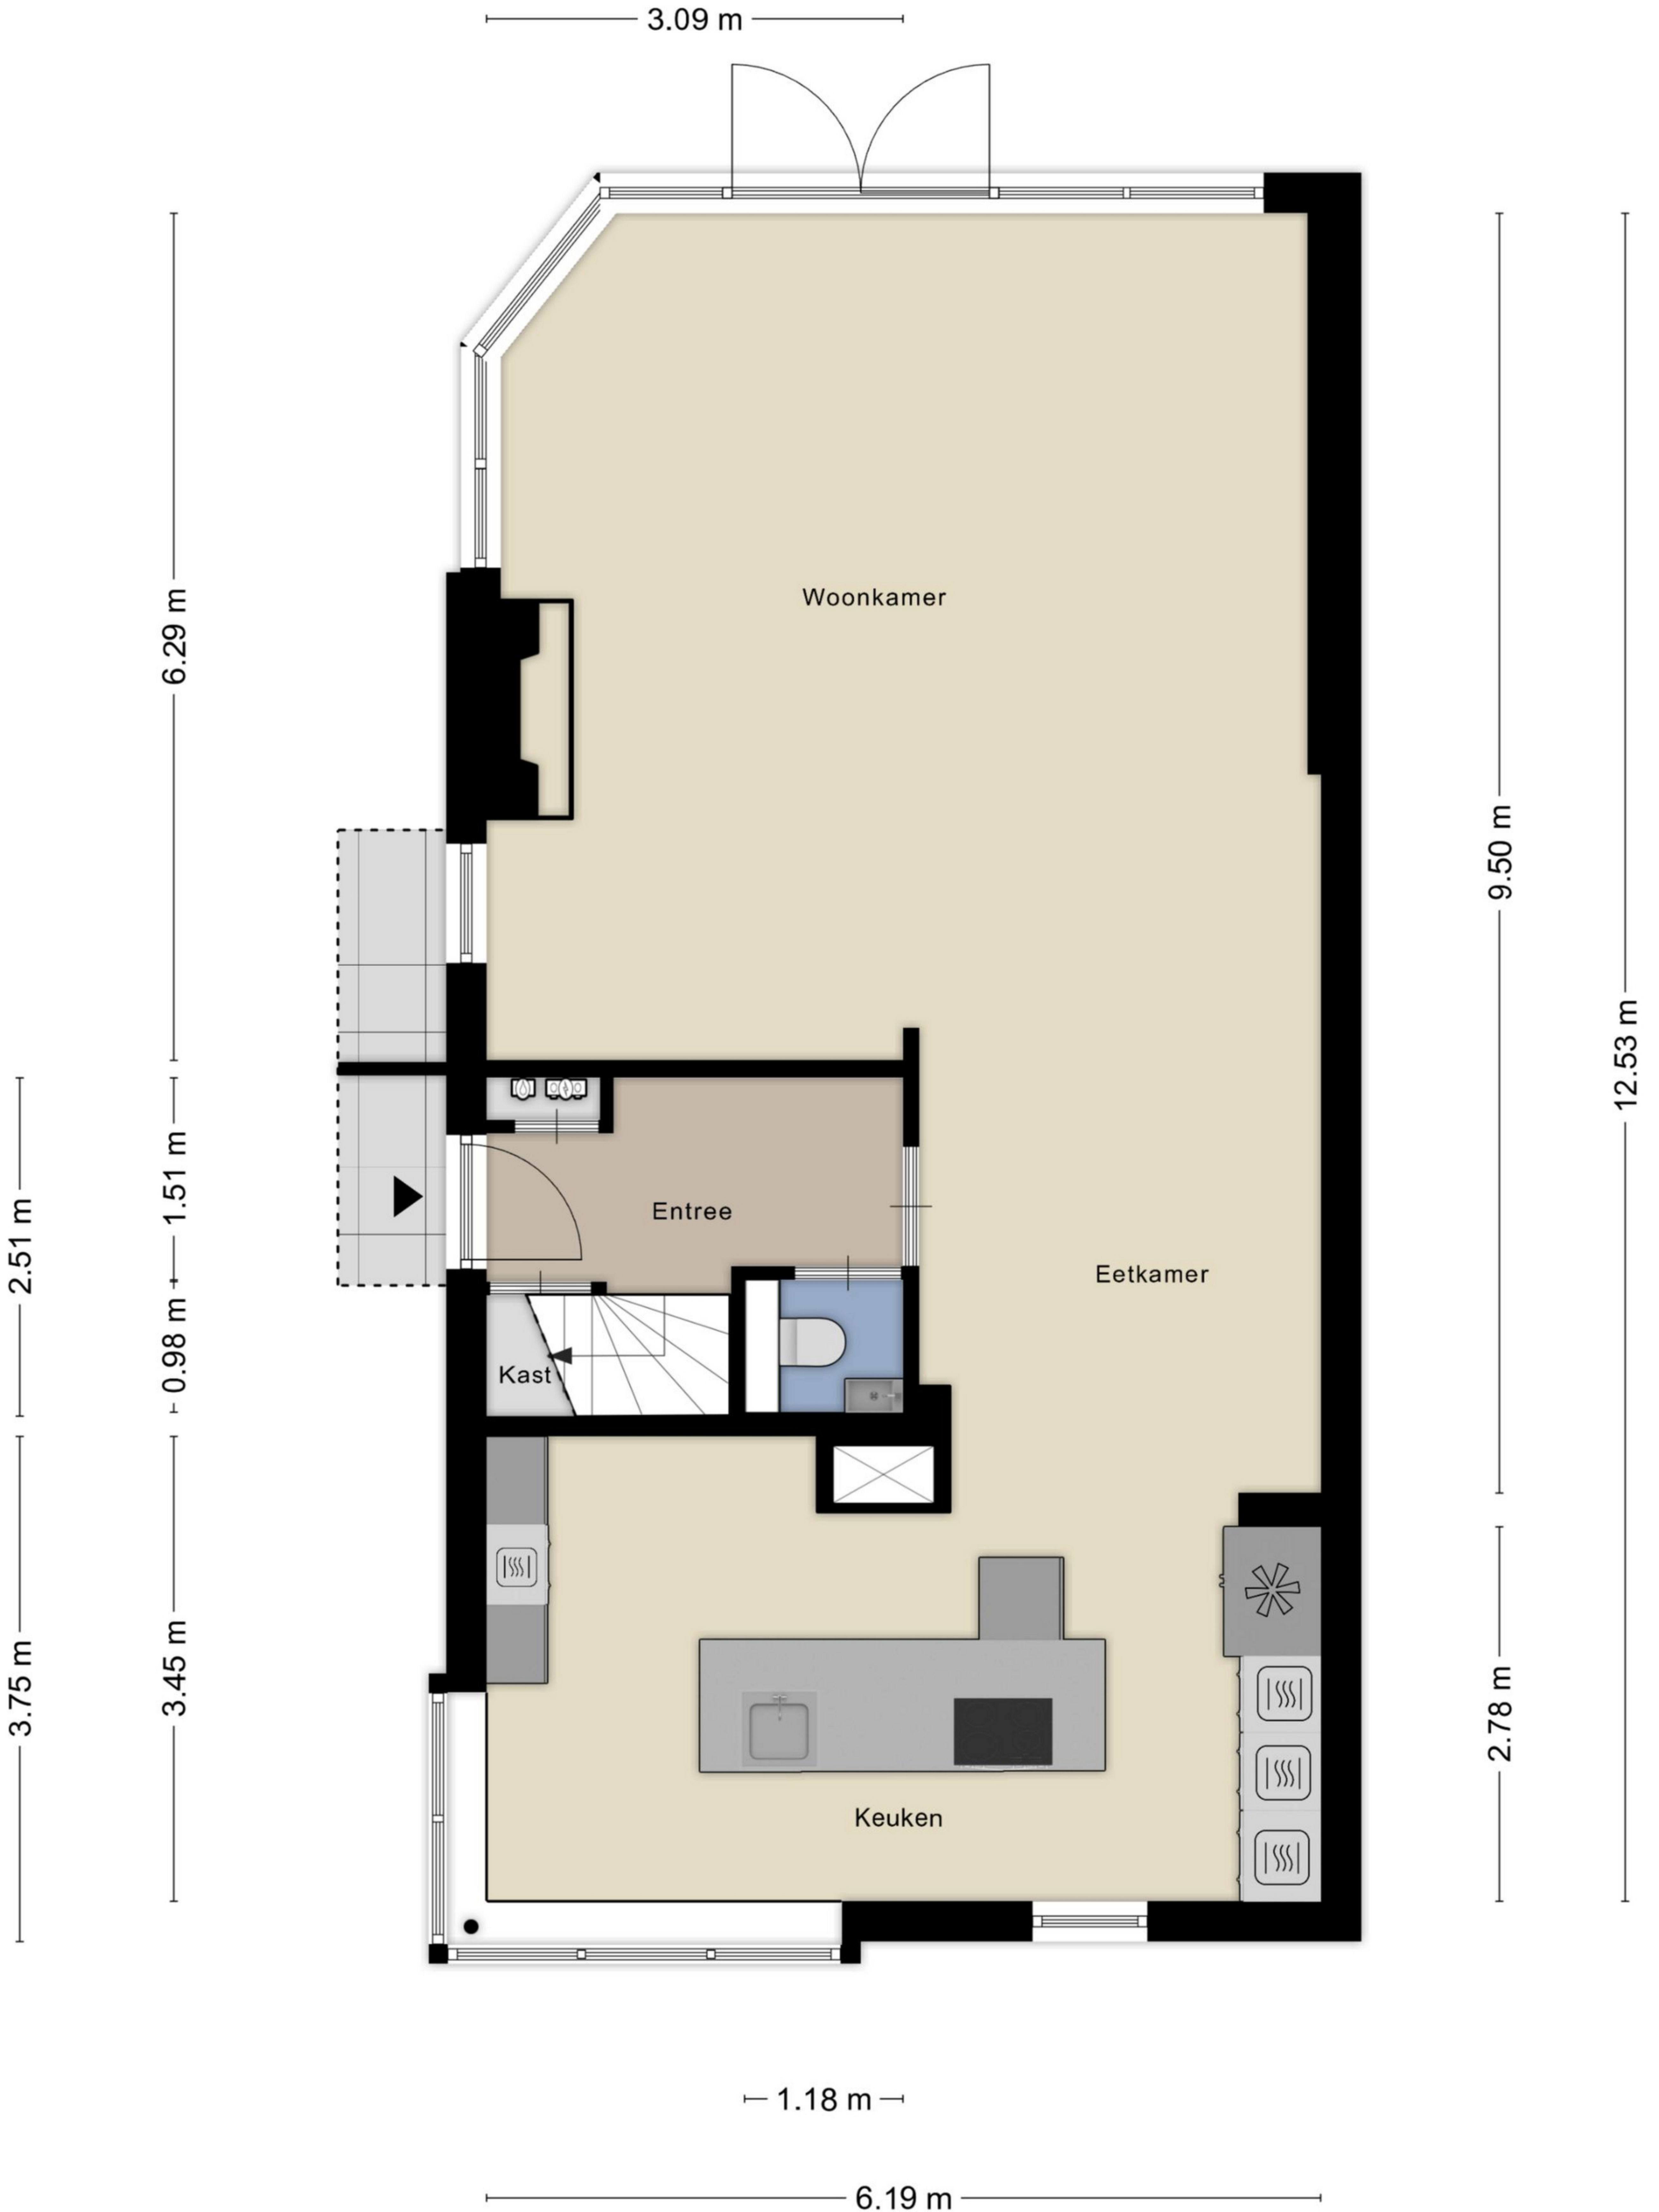 3.09 m
Woonkamer
6.29 m
9.50 m
12.53 m
1.51 m
Entree
2.51 m
Eetkamer
0.98 m
Kast
3.45 m
3.75 m
2.78 m
Keuken
1.18 m
6.19 m